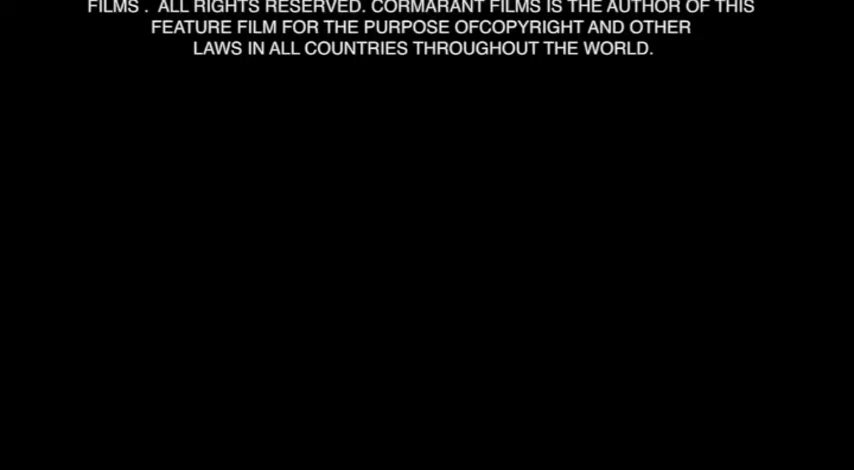 FILMS .  ALL RIGHTS RESERVED. CORMARANT FILMS IS THE AUTHOR OF THIS
FEATURE FILM FOR THE PURPOSE OFCOPYRIGHT AND OTHER
LAWS IN ALL COUNTRIES THROUGHOUT THE WORLD.